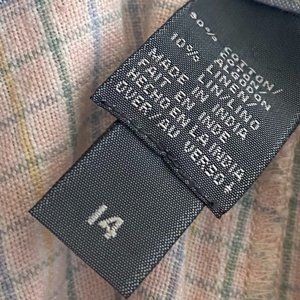 90% COTTON/
ALGODON
10% LINEN/LINO
MADE IN INDIA
FAIT EN INDE
HECHO EN LA INDIA
OVER/AU VERSO↓
14